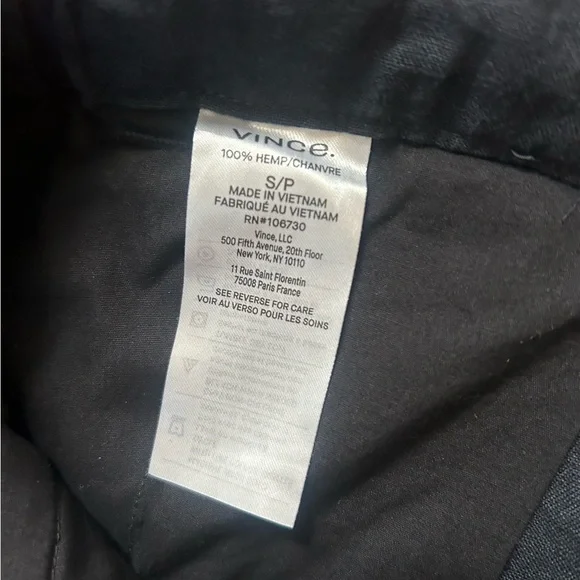 VINCE.
100% HEMP/CHANVRE
S/P
MADE IN VIETNAM
FABRIQUÉ AU VIETNAM
RN#106730
Vince, LLC
500 Fifth Avenue, 20th Floor
New York, NY 10110
11 Rue Saint Florentin
75008 Paris France
SEE REVERSE FOR CARE
VOIR AU VERSO POUR LES SOINS